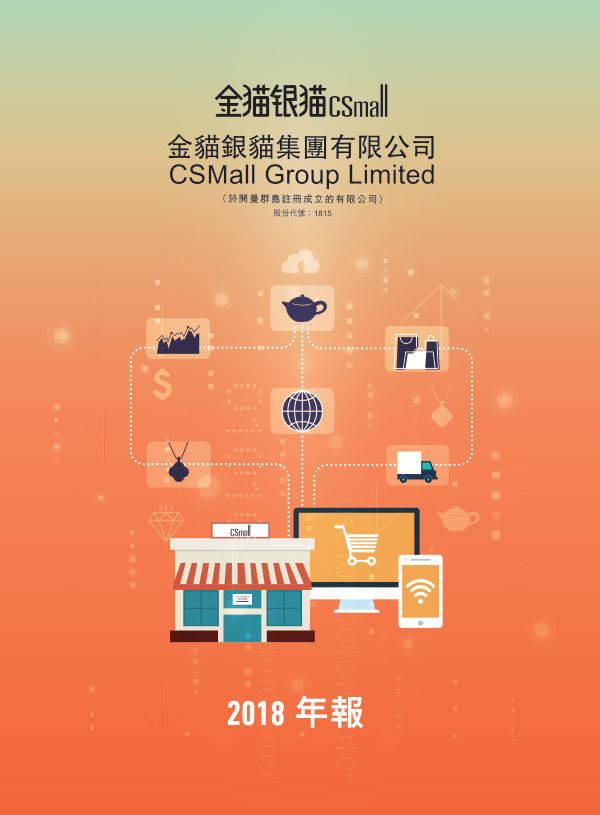 金猫银猫CSmall
金貓銀貓集團有限公司
CSMall Group Limited
（於開曼群島註冊成立的有限公司）
股份代號：1815
CSmall
2018 年報